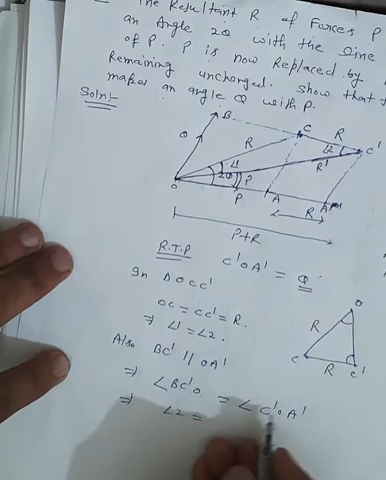 The Resultant R of Forces P
an Angle 2θ with the line
of P. P is now Replaced by
Remaining unchanged. Show that
makes an angle θ with P.
Soln:-
B
C
R
C'
∠2
Q
R
∠1
2θ
R'
O
P
A
A'
R
P+R
R.T.P C'OA' = θ
In ΔOCC'
OC = CC' = R.
⇒ ∠1 = ∠2.
Also BC' // OA'
⇒ ∠BC'O = ∠C'OA'
⇒ ∠2 =
O
R
C
R
C'